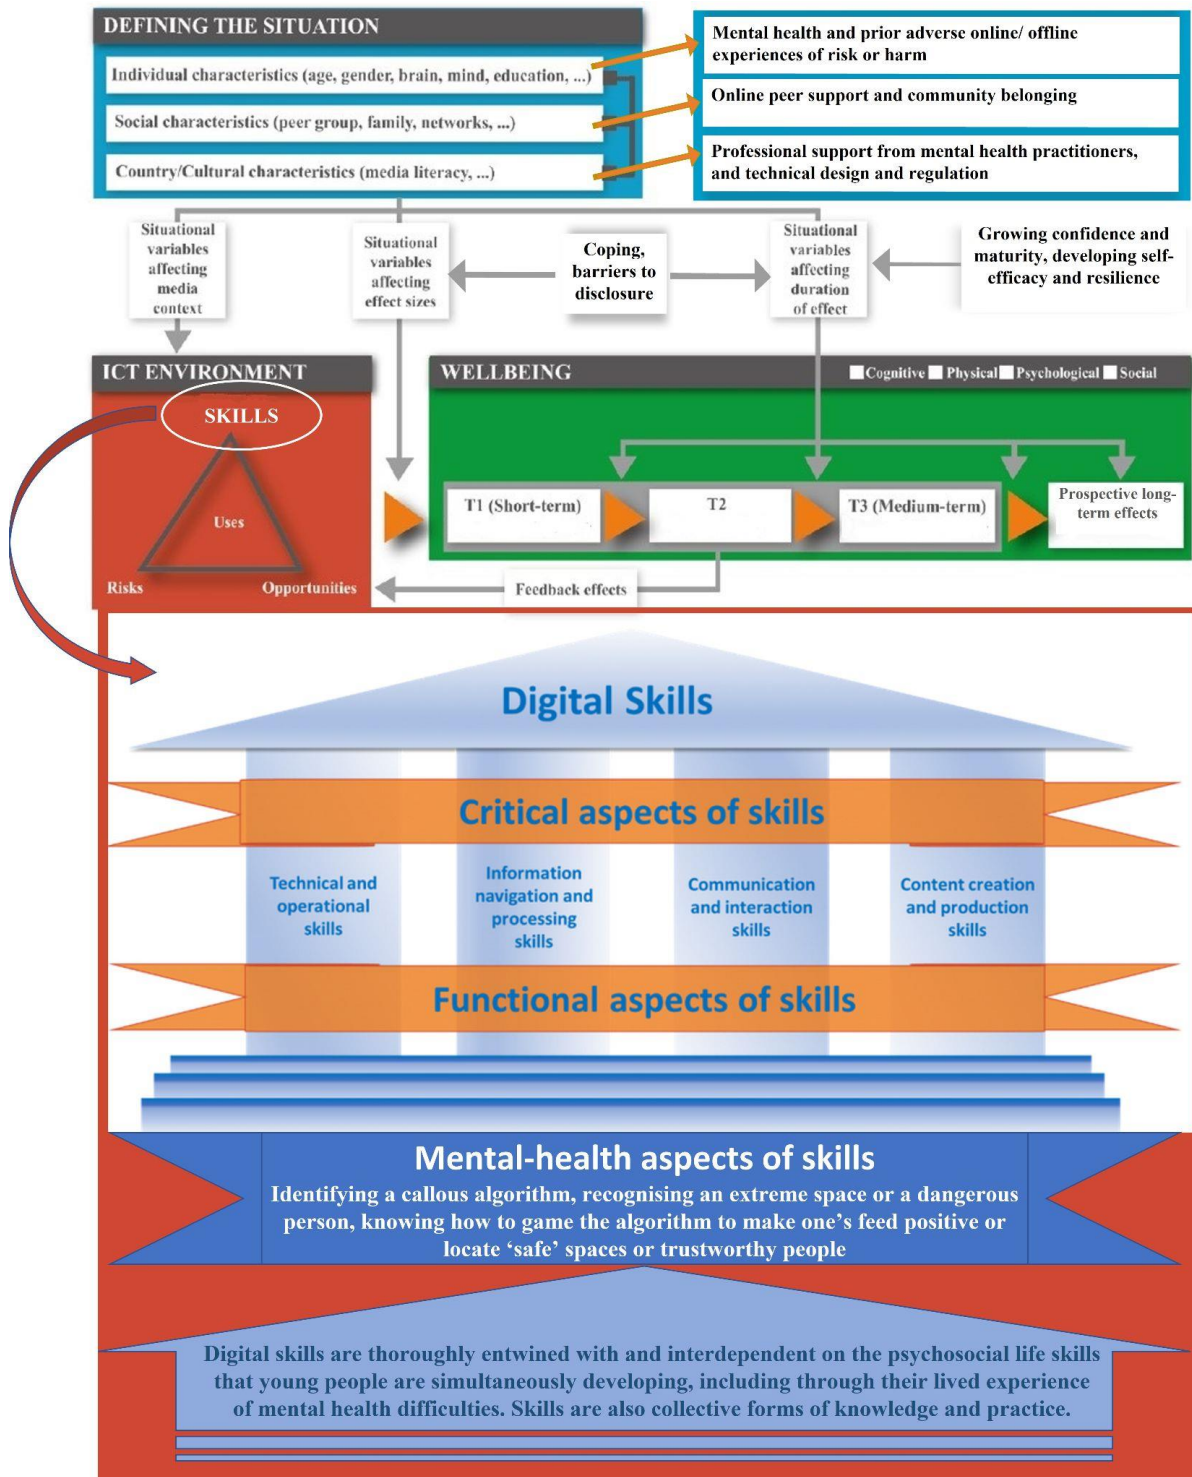 DEFINING THE SITUATION
Individual characteristics (age, gender, brain, mind, education, ...)
Social characteristics (peer group, family, networks, ...)
Country/Cultural characteristics (media literacy, ...)
Mental health and prior adverse online/ offline
experiences of risk or harm
Online peer support and community belonging
Professional support from mental health practitioners,
and technical design and regulation
Situational
variables
affecting
media
context
Situational
variables
affecting
effect sizes
Coping,
barriers to
disclosure
Situational
variables
affecting
duration
of effect
Growing confidence and
maturity, developing self-
efficacy and resilience
ICT ENVIRONMENT
SKILLS
Uses
Risks
Opportunities
WELLBEING
Cognitive
Physical
Psychological
Social
T1 (Short-term)
T2
T3 (Medium-term)
Prospective long-
term effects
Feedback effects
Digital Skills
Critical aspects of skills
Technical and
operational
skills
Information
navigation and
processing
skills
Communication
and interaction
skills
Content creation
and production
skills
Functional aspects of skills
Mental-health aspects of skills
Identifying a callous algorithm, recognising an extreme space or a dangerous
person, knowing how to game the algorithm to make one’s feed positive or
locate ‘safe’ spaces or trustworthy people
Digital skills are thoroughly entwined with and interdependent on the psychosocial life skills
that young people are simultaneously developing, including through their lived experience
of mental health difficulties. Skills are also collective forms of knowledge and practice.